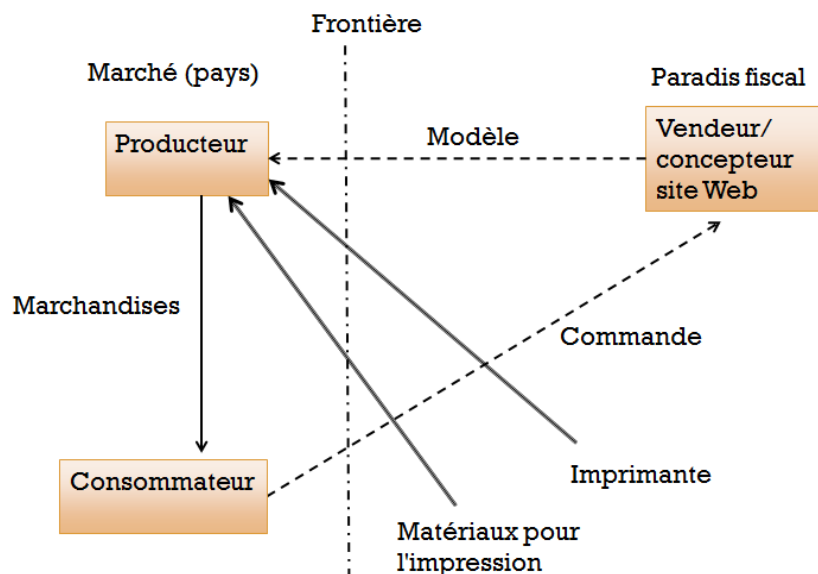 Frontière
Marché (pays)
Paradis fiscal
Producteur
Modèle
Vendeur/
concepteur
site Web
Marchandises
Commande
Consommateur
Imprimante
Matériaux pour
l'impression